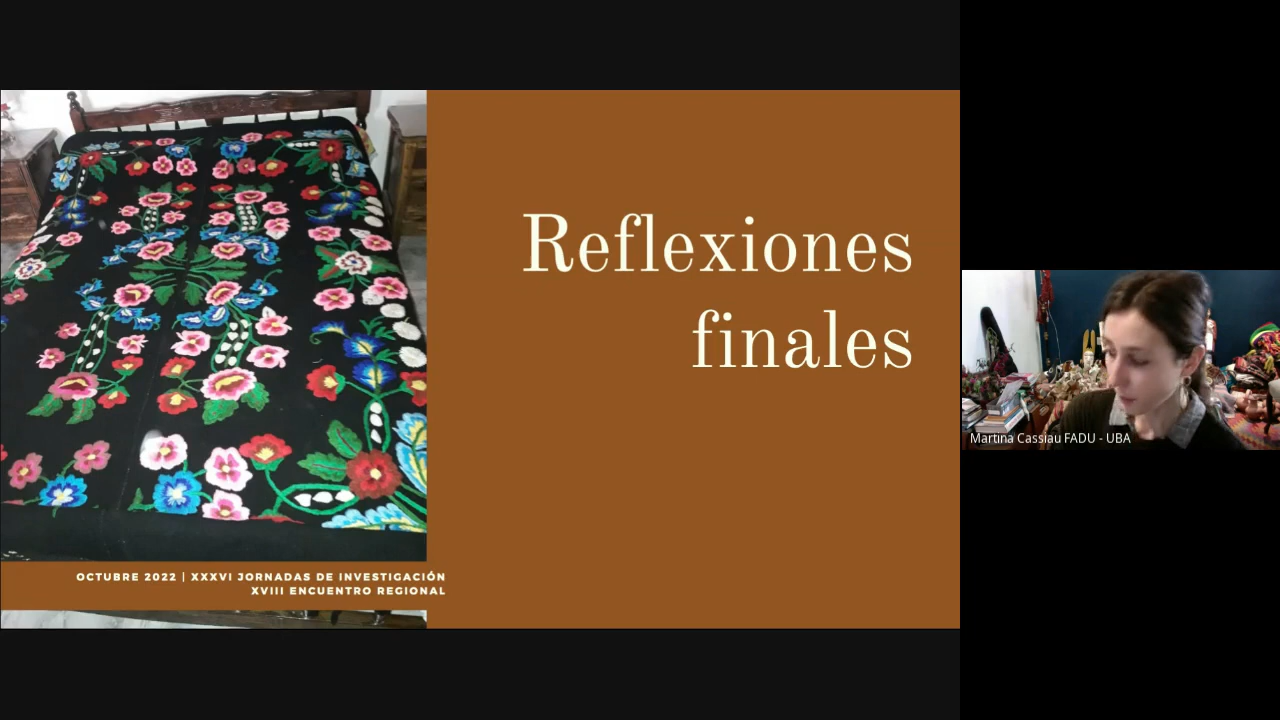 Reflexiones
finales
OCTUBRE 2022 | XXXVI JORNADAS DE INVESTIGACIÓN
XVIII ENCUENTRO REGIONAL
Martina Cassiau FADU - UBA